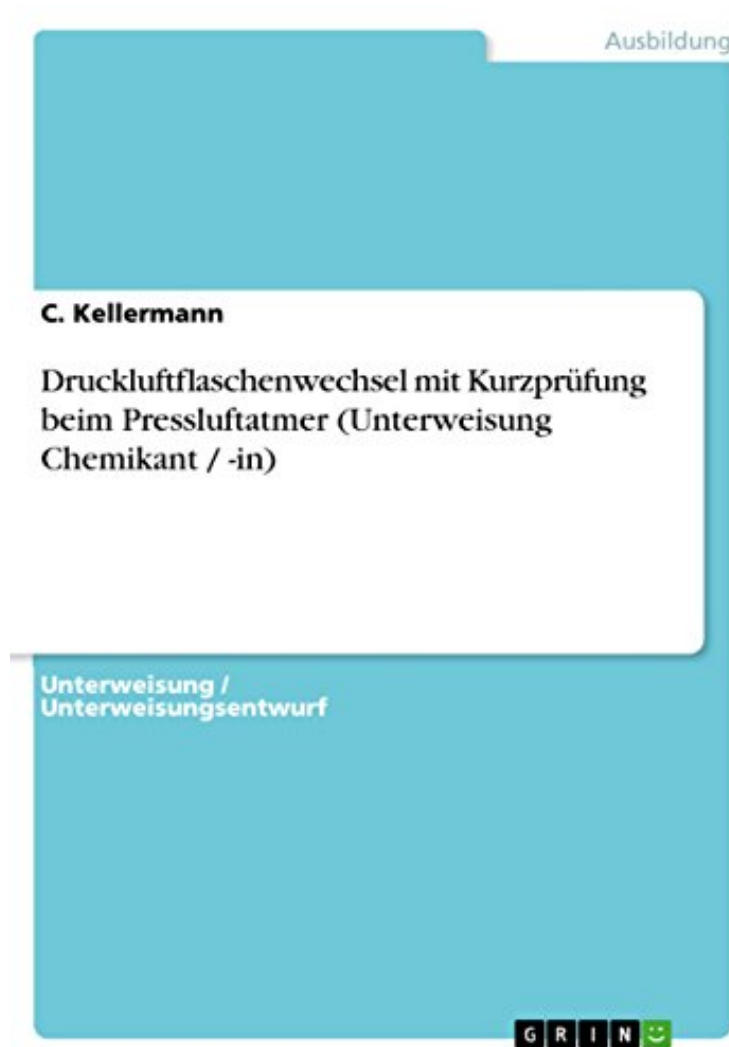 Ausbildung
C. Kellermann
Druckluftflaschenwechsel mit Kurzprüfung
beim Pressluftatmer (Unterweisung
Chemikant / -in)
Unterweisung /
Unterweisungsentwurf
GRIN